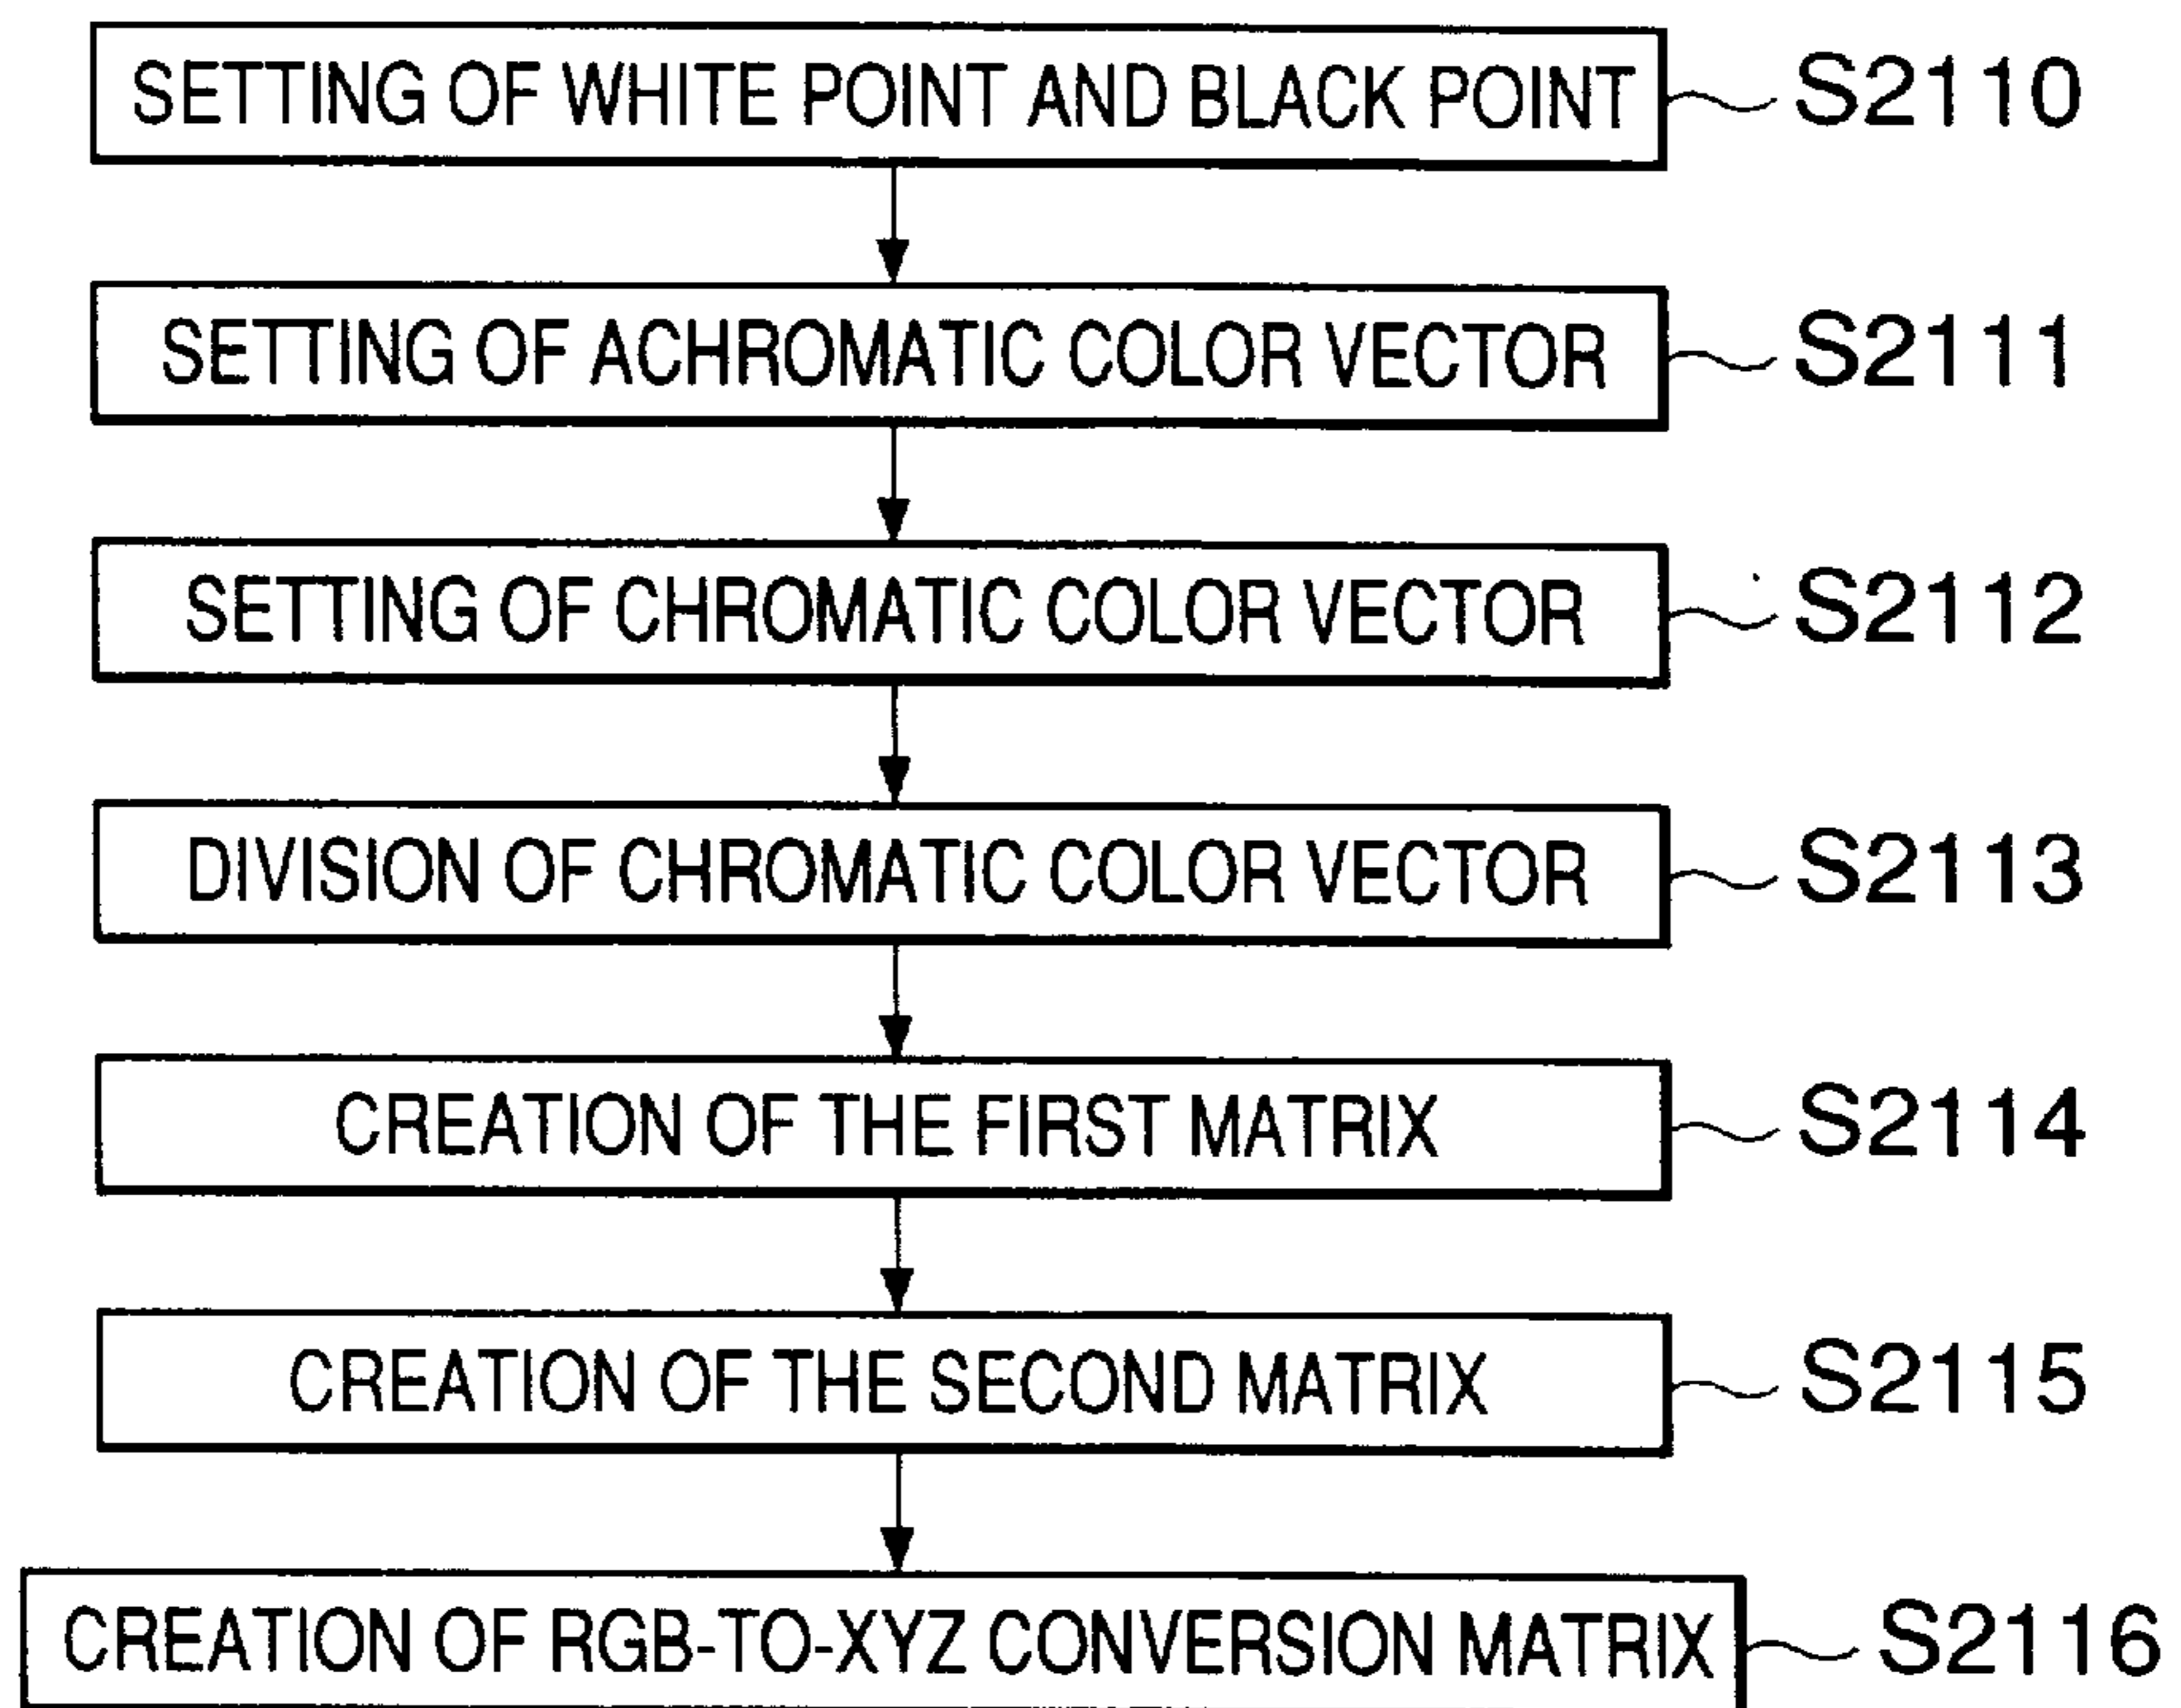 SETTING OF WHITE POINT AND BLACK POINT S2110
SETTING OF ACHROMATIC COLOR VECTOR S2111
SETTING OF CHROMATIC COLOR VECTOR S2112
DIVISION OF CHROMATIC COLOR VECTOR S2113
CREATION OF THE FIRST MATRIX S2114
CREATION OF THE SECOND MATRIX S2115
CREATION OF RGB-TO-XYZ CONVERSION MATRIX S2116